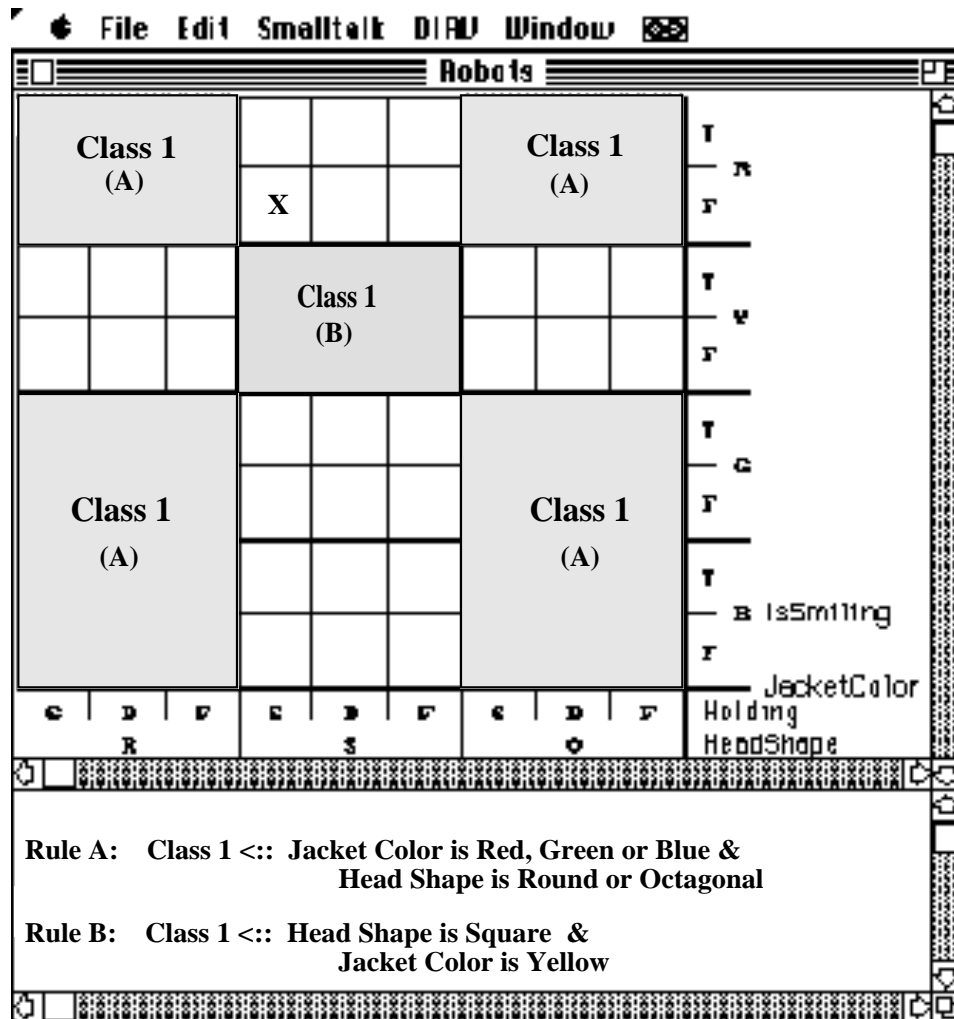 File Edit Smalltalk DIAV Window
Robots
Class 1
(A)
Class 1
(A)
T
R
X
F
Class 1
(B)
T
Y
F
Class 1
(A)
Class 1
(A)
T
G
F
T
B IsSmiling
F
JacketColor
S D F S D F S D F Holding
R S O HeadShape
Rule A: Class 1 <:: Jacket Color is Red, Green or Blue &
Head Shape is Round or Octagonal
Rule B: Class 1 <:: Head Shape is Square &
Jacket Color is Yellow